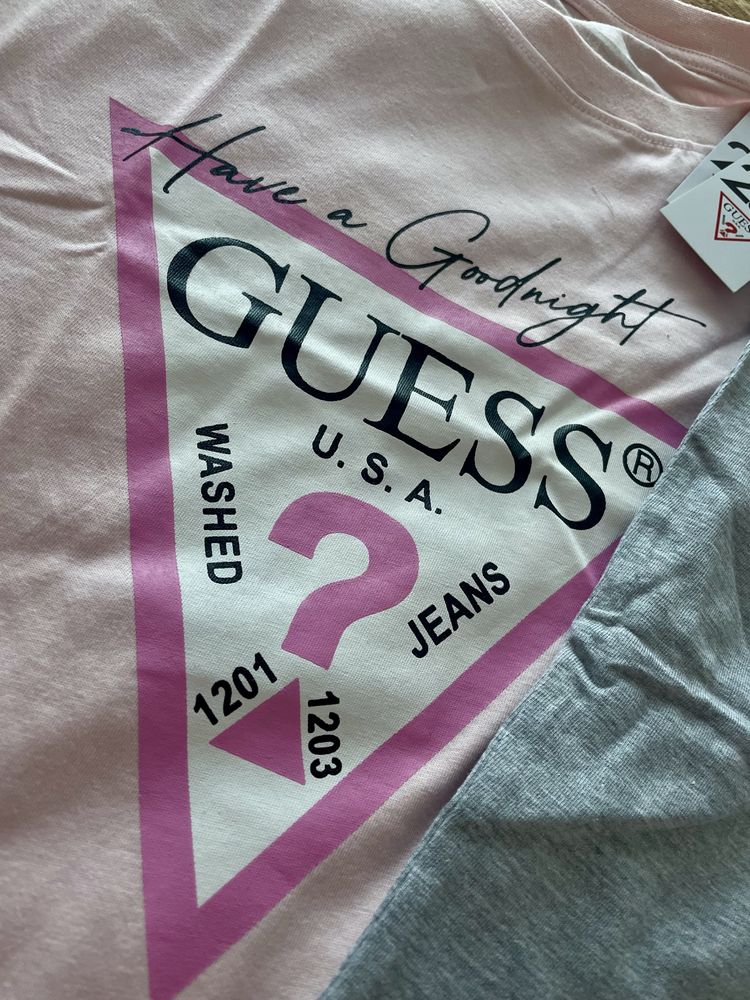 Have a Goodnight
GUESS®
U.S.A.
WASHED
?
JEANS
1201
1203
GUESS
?